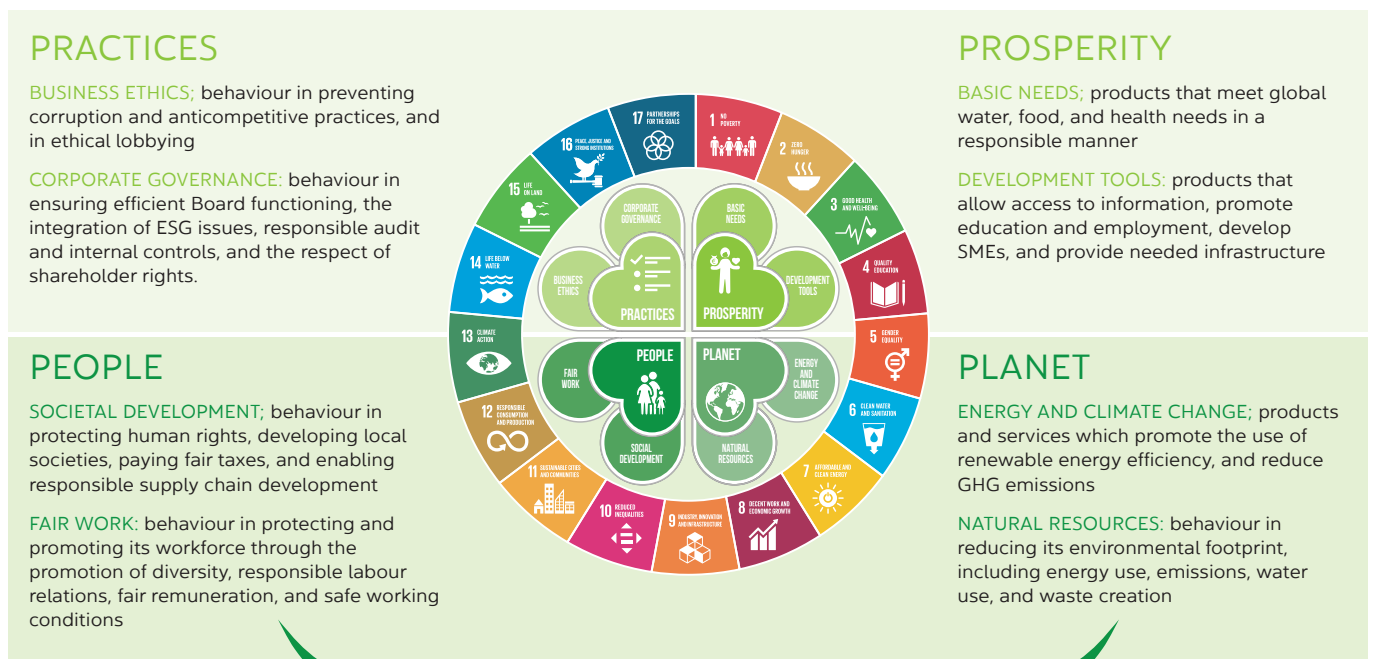 PRACTICES
BUSINESS ETHICS; behaviour in preventing
corruption and anticompetitive practices, and
in ethical lobbying
CORPORATE GOVERNANCE: behaviour in
ensuring efficient Board functioning, the
integration of ESG issues, responsible audit
and internal controls, and the respect of
shareholder rights.
PROSPERITY
BASIC NEEDS; products that meet global
water, food, and health needs in a
responsible manner
DEVELOPMENT TOOLS: products that
allow access to information, promote
education and employment, develop
SMEs, and provide needed infrastructure
PEOPLE
SOCIETAL DEVELOPMENT; behaviour in
protecting human rights, developing local
societies, paying fair taxes, and enabling
responsible supply chain development
FAIR WORK: behaviour in protecting and
promoting its workforce through the
promotion of diversity, responsible labour
relations, fair remuneration, and safe working
conditions
PLANET
ENERGY AND CLIMATE CHANGE; products
and services which promote the use of
renewable energy efficiency, and reduce
GHG emissions
NATURAL RESOURCES: behaviour in
reducing its environmental footprint,
including energy use, emissions, water
use, and waste creation
1 NO
POVERTY
2 ZERO
HUNGER
3 GOOD HEALTH
AND WELL-BEING
4 QUALITY
EDUCATION
5 GENDER
EQUALITY
6 CLEAN WATER
AND SANITATION
7 AFFORDABLE AND
CLEAN ENERGY
8 DECENT WORK AND
ECONOMIC GROWTH
9 INDUSTRY, INNOVATION
AND INFRASTRUCTURE
10 REDUCED
INEQUALITIES
11 SUSTAINABLE CITIES
AND COMMUNITIES
12 RESPONSIBLE
CONSUMPTION
AND PRODUCTION
13 CLIMATE
ACTION
14 LIFE BELOW
WATER
15 LIFE
ON LAND
16 PEACE, JUSTICE AND
STRONG INSTITUTIONS
17 PARTNERSHIPS
FOR THE GOALS
CORPORATE
GOVERNANCE
BUSINESS
ETHICS
PRACTICES
BASIC
NEEDS
DEVELOPMENT
TOOLS
PROSPERITY
PEOPLE
FAIR
WORK
SOCIAL
DEVELOPMENT
PLANET
ENERGY
AND
CLIMATE
CHANGE
NATURAL
RESOURCES